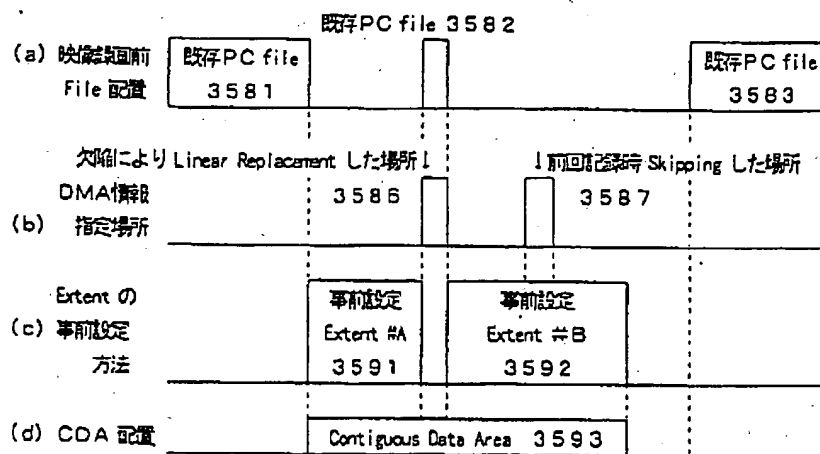 既存PC file 3582
(a) 映像録画前
File 配置
既存PC file
3581
既存PC file
3583
欠陥により Linear Replacement した場所↓
↓前回記録時 Skipping した場所
DMA情報
3586
3587
(b) 指定場所
Extent の
(c) 事前設定
方法
事前設定
Extent #A
3591
事前設定
Extent #B
3592
(d) CDA 配置
Contiguous Data Area 3593